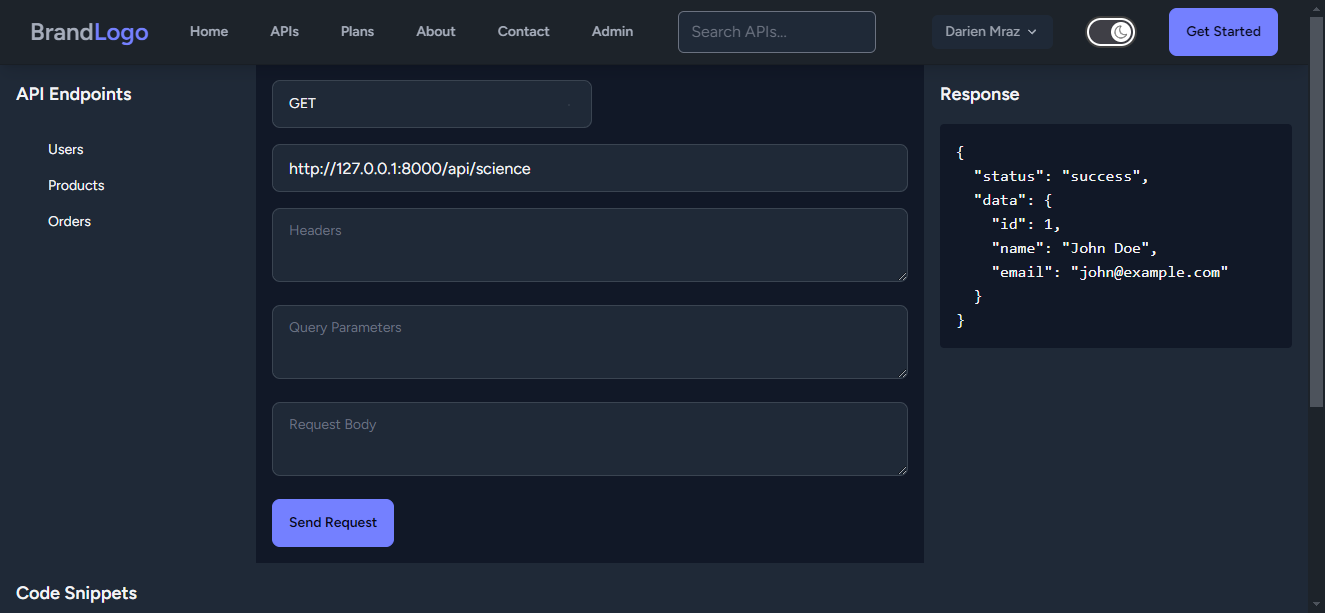 BrandLogo Home APIs Plans About Contact Admin Search APIs... Darien Mraz Get Started
API Endpoints
Users
Products
Orders
GET
http://127.0.0.1:8000/api/science
Headers
Query Parameters
Request Body
Send Request
Response
{
  "status": "success",
  "data": {
    "id": 1,
    "name": "John Doe",
    "email": "john@example.com"
  }
}
Code Snippets